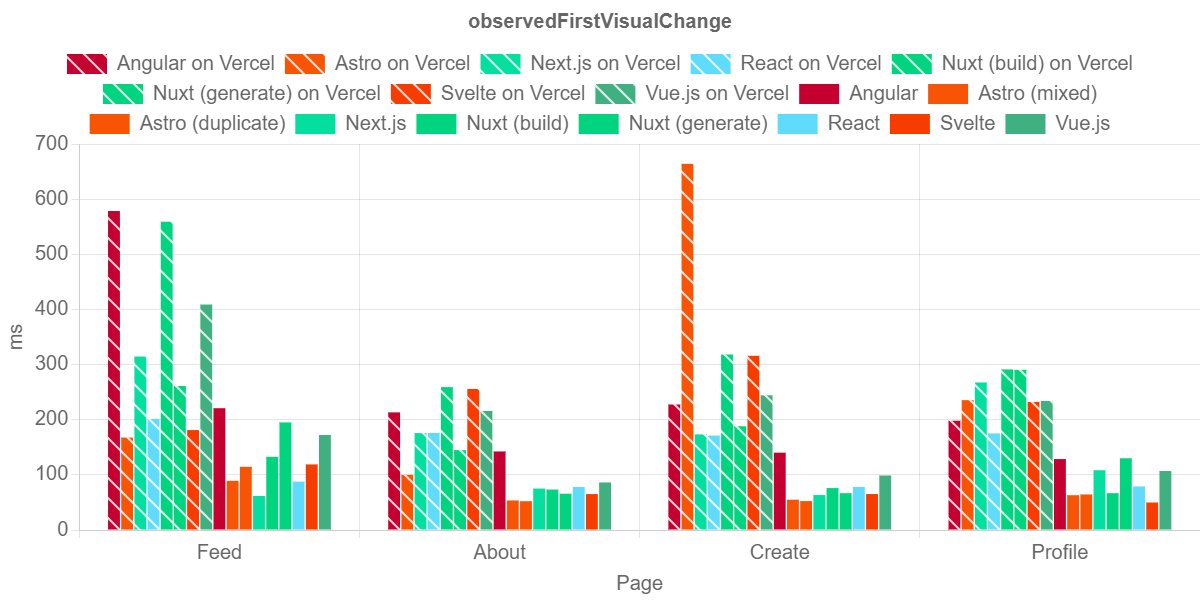 observedFirstVisualChange
Angular on Vercel Astro on Vercel Next.js on Vercel React on Vercel Nuxt (build) on Vercel
Nuxt (generate) on Vercel Svelte on Vercel Vue.js on Vercel Angular Astro (mixed)
Astro (duplicate) Next.js Nuxt (build) Nuxt (generate) React Svelte Vue.js
700
600
500
400
300
200
100
0
ms
Feed About Create Profile
Page